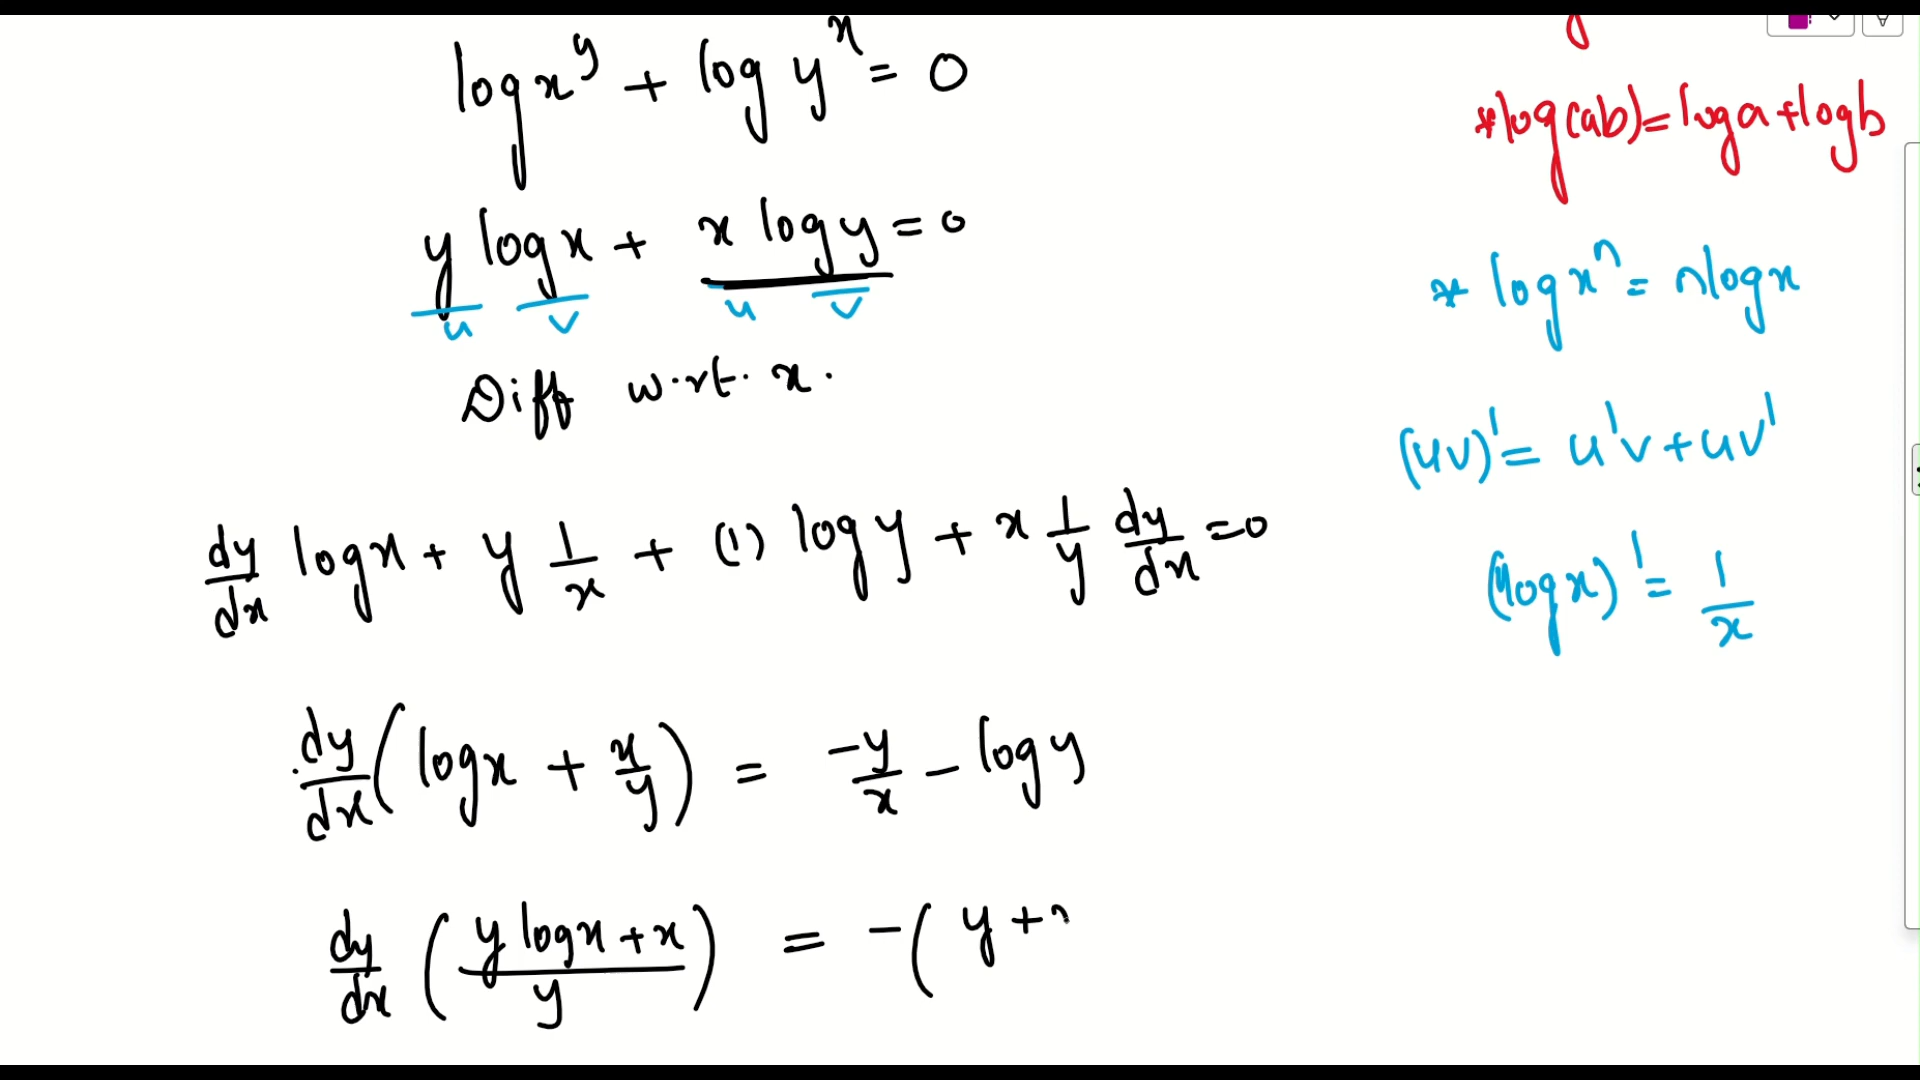 log x^y + log y^x = 0
y log x + x log y = 0
u v u v
Diff w.r.t. x.
dy/dx log x + y 1/x + (1) log y + x 1/y dy/dx = 0
dy/dx ( log x + x/y ) = -y/x - log y
dy/dx ( (y log x + x)/y ) = - ( y +
* log(ab) = log a + log b
* log x^n = n log x
(uv)' = u'v + uv'
(log x)' = 1/x